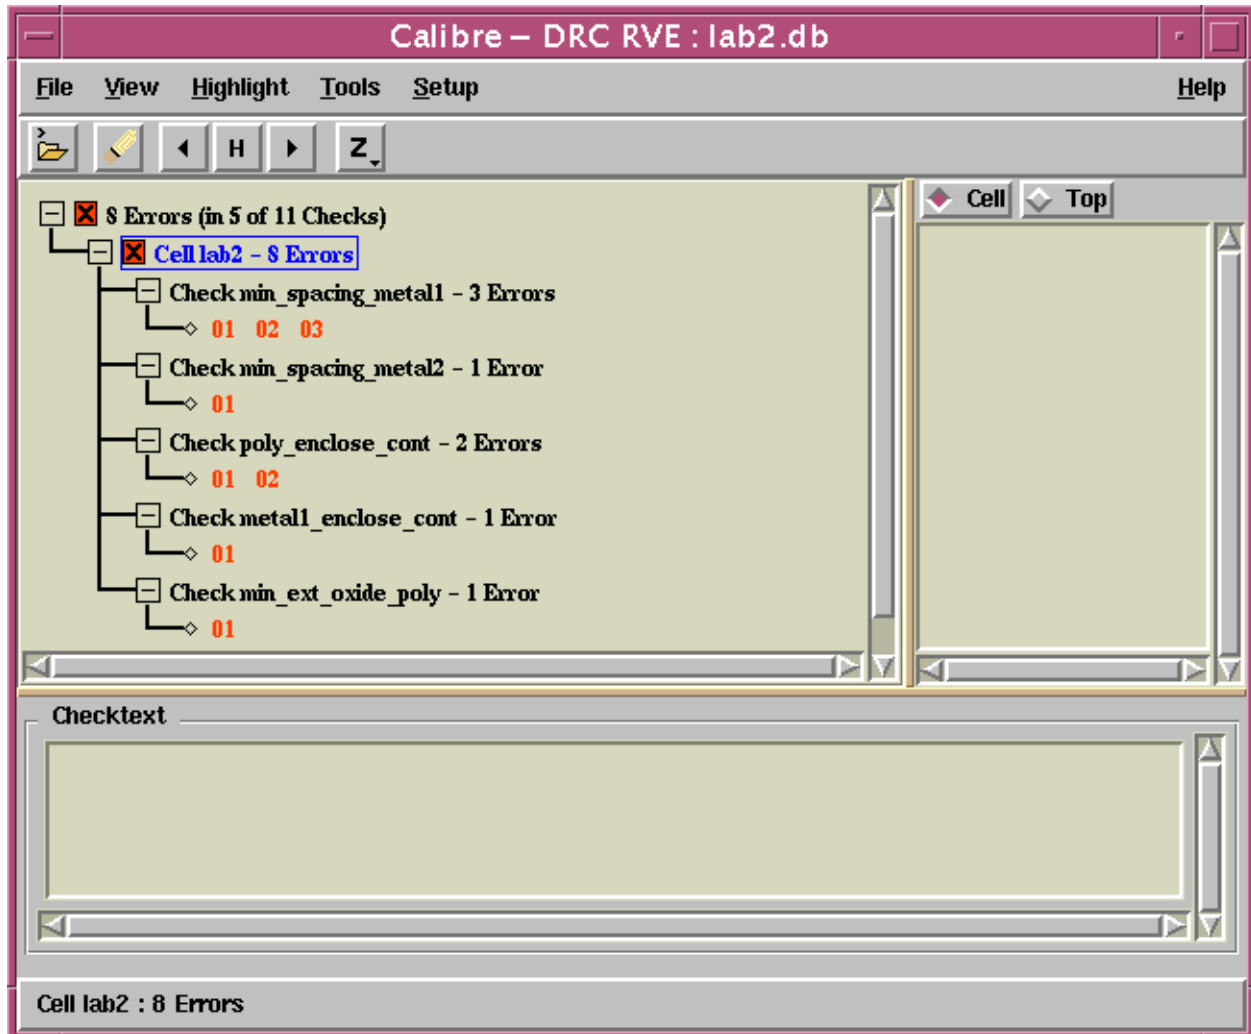 Calibre – DRC RVE : lab2.db
File View Highlight Tools Setup Help
H Z
8 Errors (in 5 of 11 Checks)
Cell lab2 – 8 Errors
Check min_spacing_metal1 – 3 Errors
01 02 03
Check min_spacing_metal2 – 1 Error
01
Check poly_enclose_cont – 2 Errors
01 02
Check metal1_enclose_cont – 1 Error
01
Check min_ext_oxide_poly – 1 Error
01
Cell Top
Checktext
Cell lab2 : 8 Errors